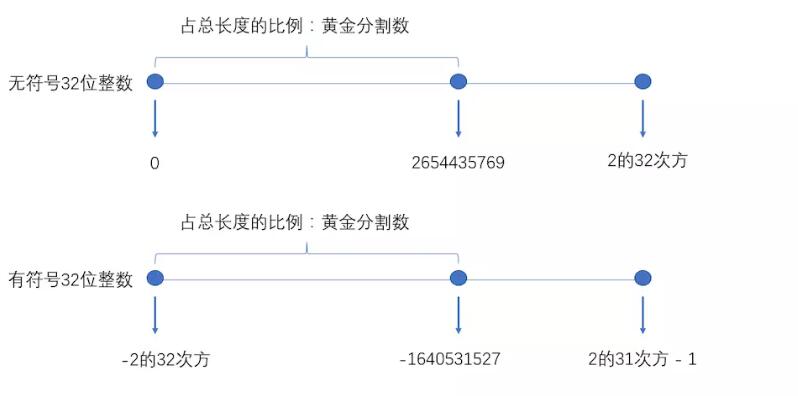 占总长度的比例：黄金分割数
无符号32位整数
0
2654435769
2的32次方
占总长度的比例：黄金分割数
有符号32位整数
-2的32次方
-1640531527
2的31次方 - 1